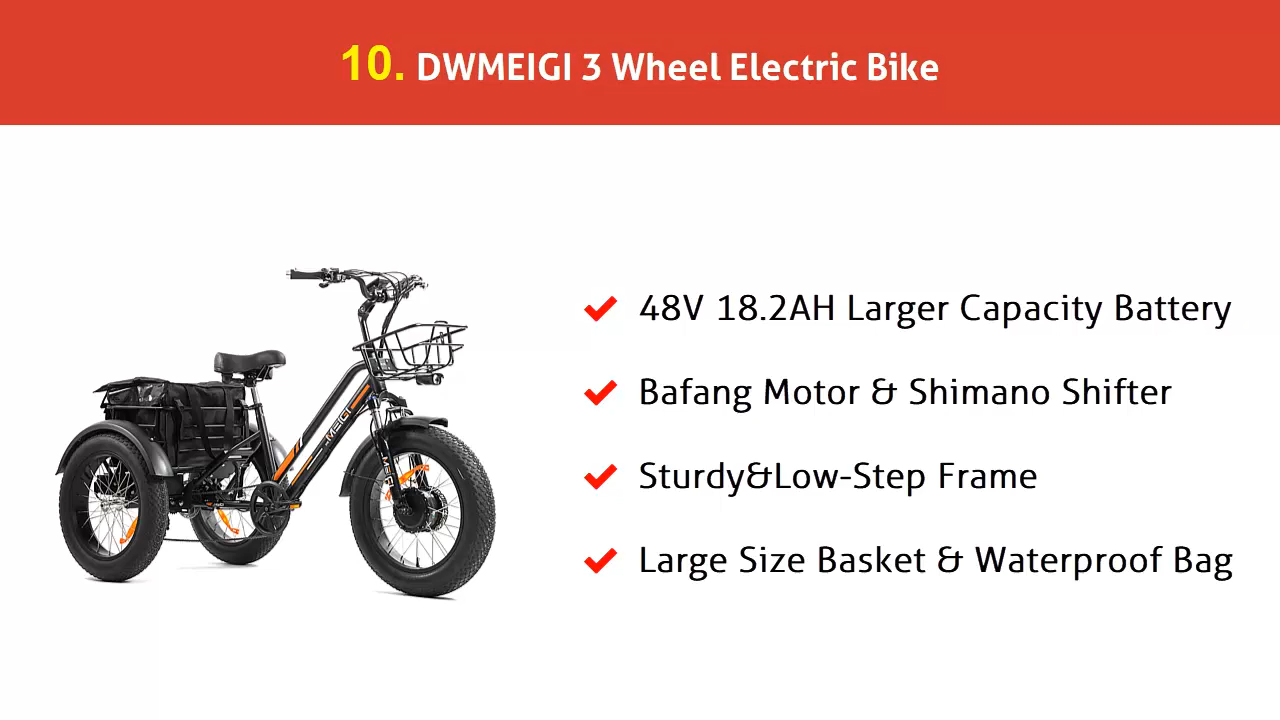 10. DWMEIGI 3 Wheel Electric Bike
48V 18.2AH Larger Capacity Battery
Bafang Motor & Shimano Shifter
Sturdy&Low-Step Frame
Large Size Basket & Waterproof Bag
MEIGI